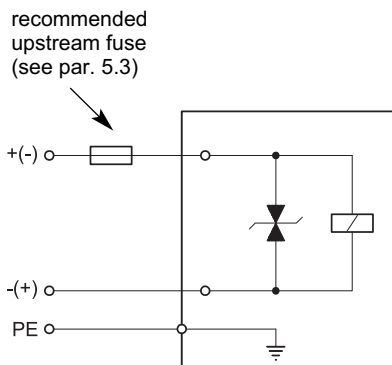 recommended
upstream fuse
(see par. 5.3)
+(-)
-(+)
PE